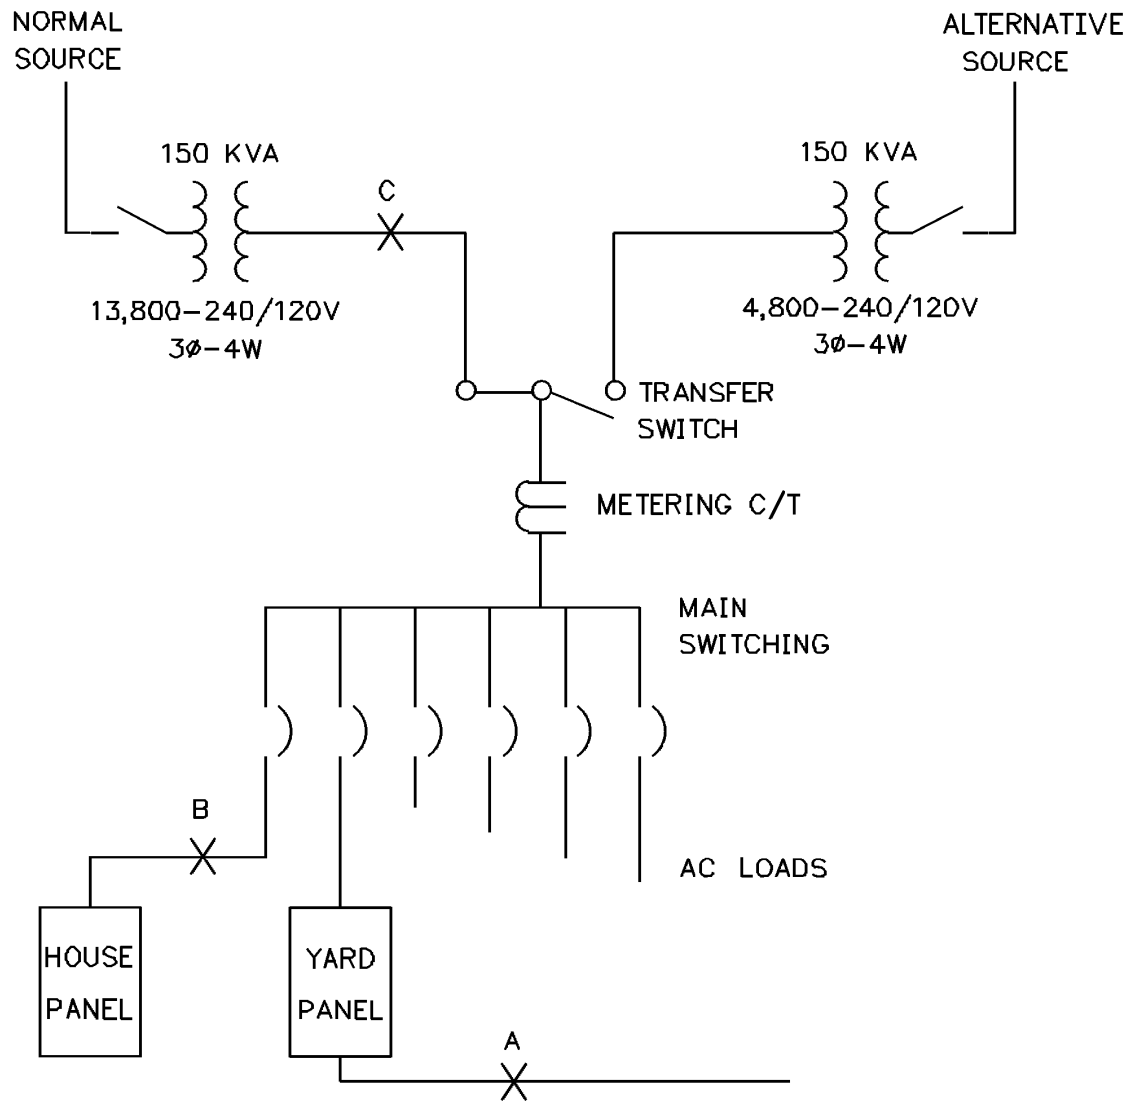 NORMAL
SOURCE
ALTERNATIVE
SOURCE
150 KVA
150 KVA
C
13,800-240/120V
3Ø-4W
4,800-240/120V
3Ø-4W
TRANSFER
SWITCH
METERING C/T
MAIN
SWITCHING
B
AC LOADS
HOUSE
PANEL
YARD
PANEL
A